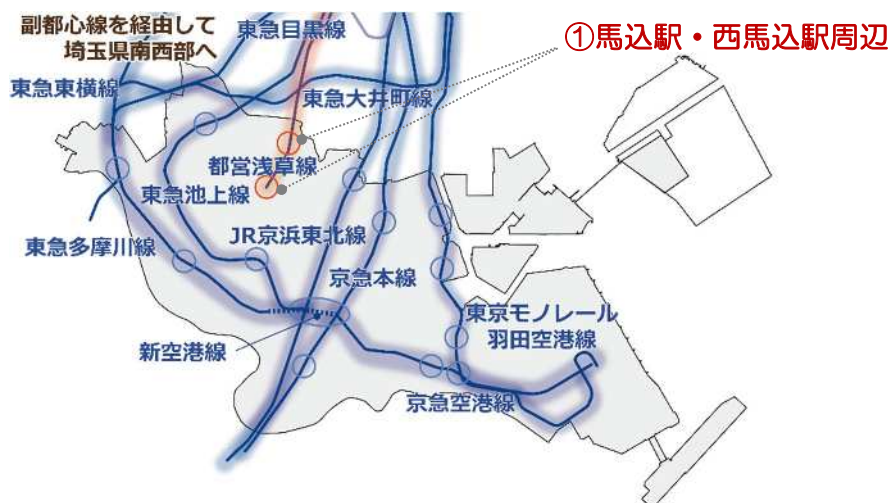 副都心線を経由して
埼玉県南西部へ
東急目黒線
①馬込駅・西馬込駅周辺
東急東横線
東急大井町線
都営浅草線
東急池上線
JR京浜東北線
東急多摩川線
京急本線
東京モノレール
羽田空港線
新空港線
京急空港線